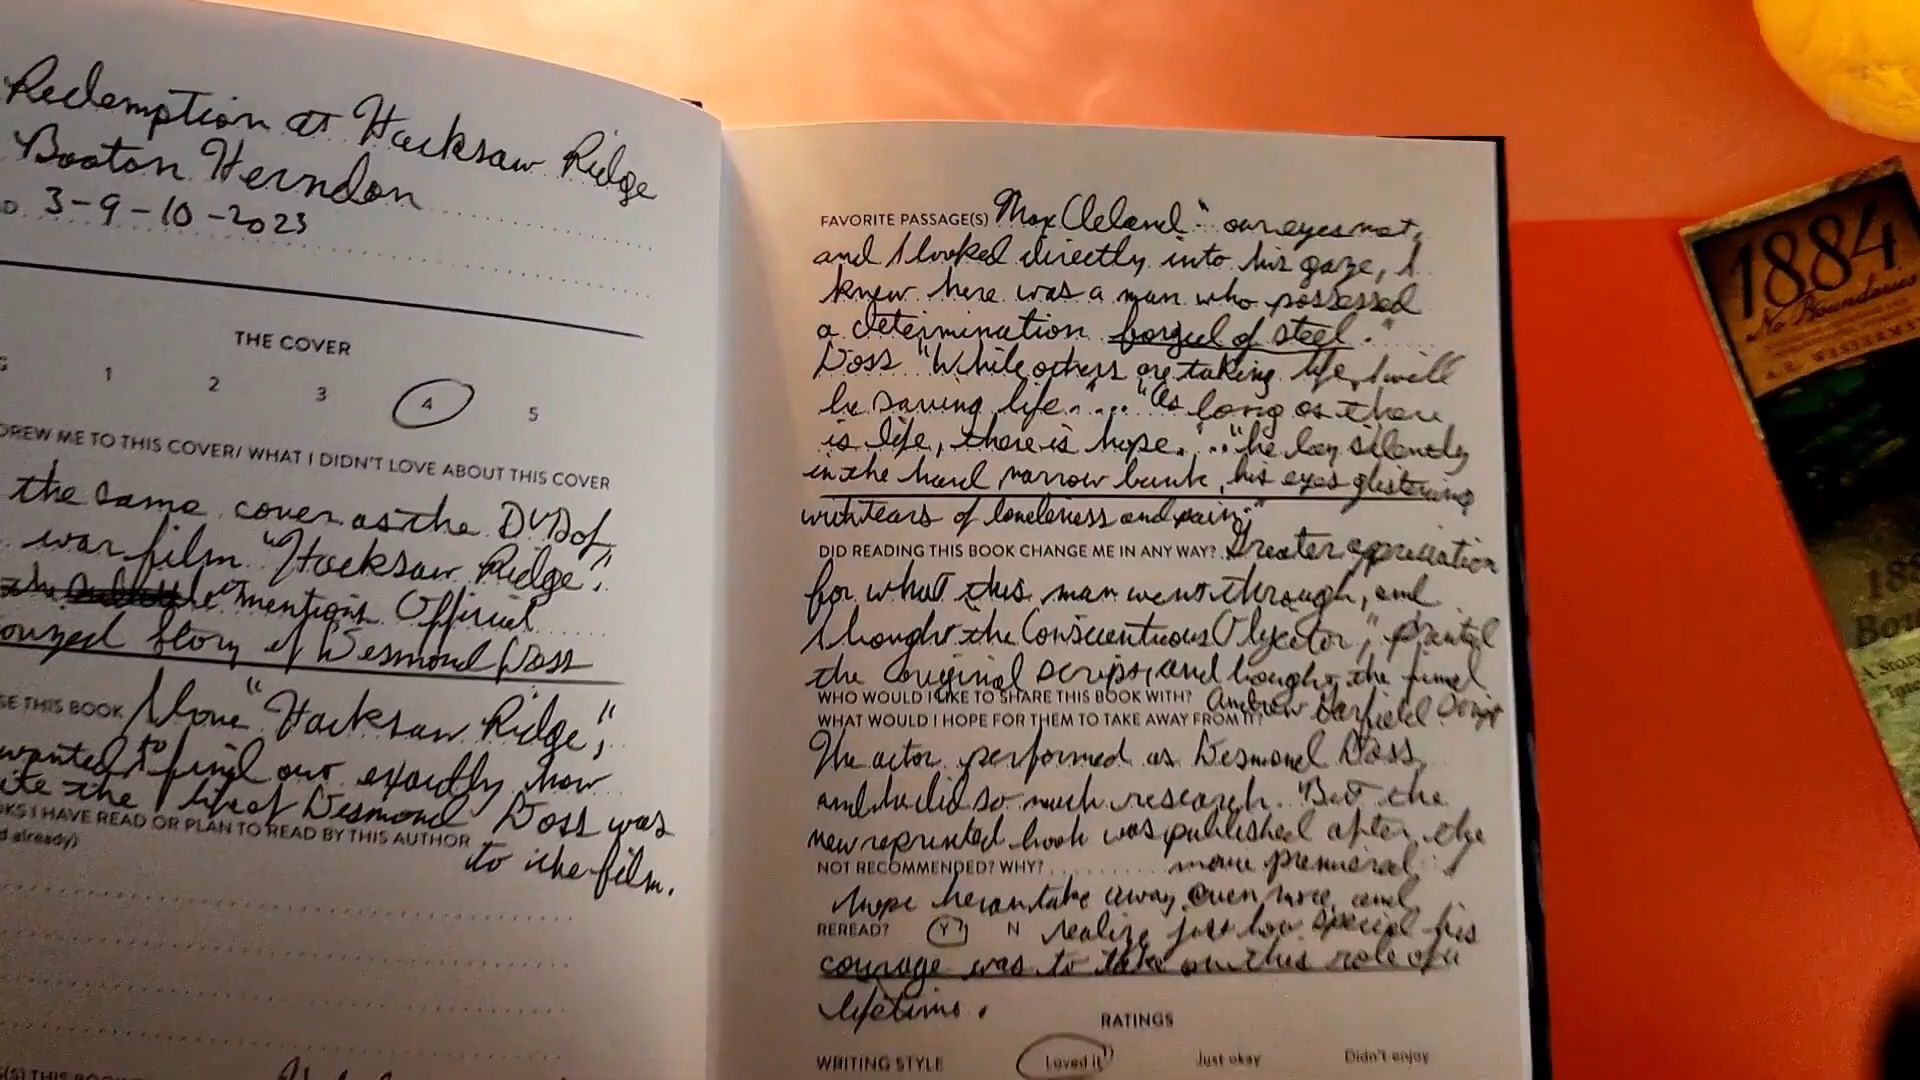 Redemption at Hacksaw Ridge
Booton Herndon
D 3-9-10-2023
THE COVER
1 2 3 4 5
DREW ME TO THIS COVER/ WHAT I DIDN'T LOVE ABOUT THIS COVER
the same cover as the DVD of
war film "Hacksaw Ridge".
the mentions Official
Story of Desmond Doss
SE THIS BOOK I love "Hacksaw Ridge,"
wanted to find out exactly how
the life of Desmond Doss was
OKS I HAVE READ OR PLAN TO READ BY THIS AUTHOR
d already)
to the film.
(S) THIS BOO
FAVORITE PASSAGE(S) Max Cleland - "our eyes met,
and I looked directly into his gaze, I
knew here was a man who possessed
a determination forged of steel."
Doss "While others are taking life, I will
be saving life." ... "As long as there
is life, there is hope." ... "he lay silently
in the hard narrow bunk, his eyes glistening
with tears of loneliness and pain."
DID READING THIS BOOK CHANGE ME IN ANY WAY? Greater appreciation
for what this man went through, and
I bought the Conscientuous Objector," printed
the original script, and bought the final
WHO WOULD I LIKE TO SHARE THIS BOOK WITH? Andrew Garfield Script
WHAT WOULD I HOPE FOR THEM TO TAKE AWAY FROM IT?
The actor performed as Desmond Doss,
and he did so much research. But the
new reprinted book was published after the
NOT RECOMMENDED? WHY? movie premiered. I
hope he can take away even more, and
REREAD? Y N realize just how special his
courage was to take on this role of a
lifetime.
RATINGS
WRITING STYLE Loved it! Just okay Didn't enjoy
1884
No Boundaries
A Story